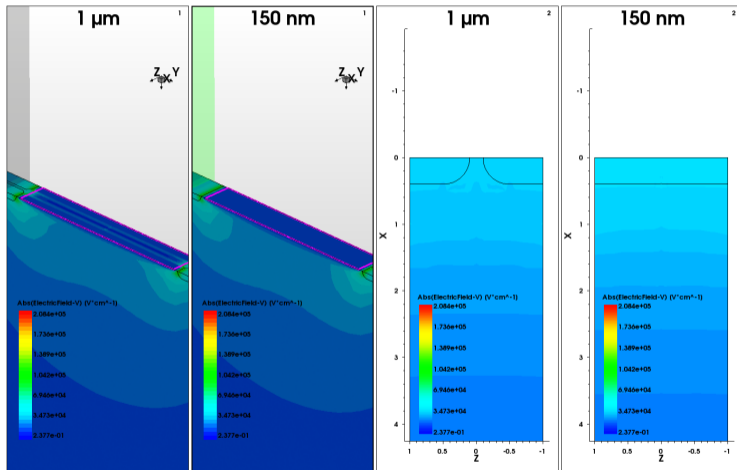 1 µm
1
Z
X
Y
Abs(ElectricField-V) (V*cm^-1)
2.084e+05
1.736e+05
1.389e+05
1.042e+05
6.946e+04
3.473e+04
2.377e-01
150 nm
1
Z
X
Y
Abs(ElectricField-V) (V*cm^-1)
2.084e+05
1.736e+05
1.389e+05
1.042e+05
6.946e+04
3.473e+04
2.377e-01
1 µm
2
-1
0
1
2
3
4
X
Abs(ElectricField-V) (V*cm^-1)
2.084e+05
1.736e+05
1.389e+05
1.042e+05
6.946e+04
3.473e+04
2.377e-01
1 0.5 0 -0.5 -1
Z
150 nm
2
-1
0
1
2
3
4
X
Abs(ElectricField-V) (V*cm^-1)
2.084e+05
1.736e+05
1.389e+05
1.042e+05
6.946e+04
3.473e+04
2.377e-01
1 0.5 0 -0.5 -1
Z